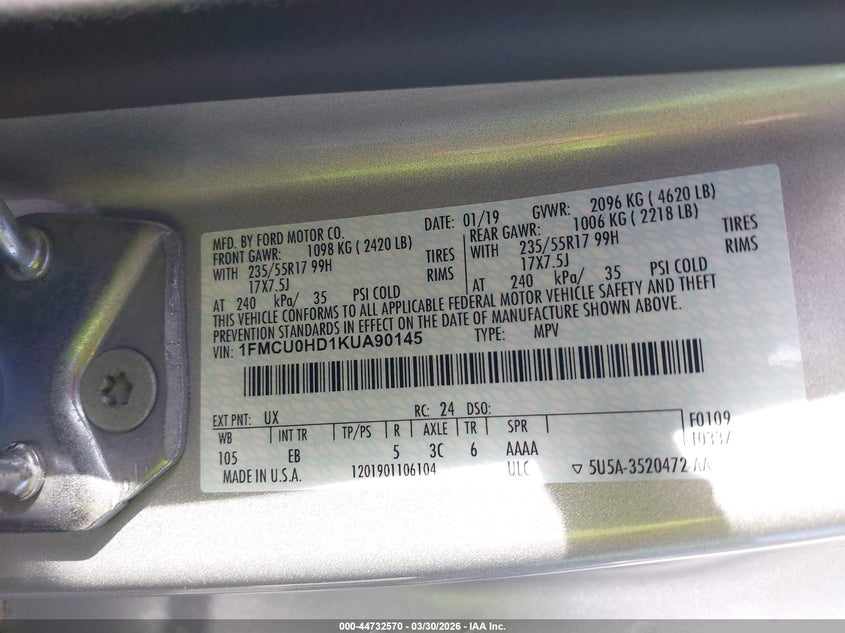 MFD. BY FORD MOTOR CO.
DATE: 01/19 GVWR: 2096 KG ( 4620 LB)
FRONT GAWR: 1098 KG ( 2420 LB)
REAR GAWR: 1006 KG ( 2218 LB)
WITH 235/55R17 99H TIRES
WITH 235/55R17 99H TIRES
17X7.5J RIMS
17X7.5J RIMS
AT 240 kPa/ 35 PSI COLD
AT 240 kPa/ 35 PSI COLD
THIS VEHICLE CONFORMS TO ALL APPLICABLE FEDERAL MOTOR VEHICLE SAFETY AND THEFT
PREVENTION STANDARDS IN EFFECT ON THE DATE OF MANUFACTURE SHOWN ABOVE.
VIN: 1FMCU0HD1KUA90145 TYPE: MPV
EXT PNT: UX RC: 24 DSO:
WB INT TR TP/PS R AXLE TR SPR
105 EB 5 3C 6 AAAA
F0109
10337
MADE IN U.S.A. 1201901106104 ULC ▽ 5U5A-3520472-AA
000-44732570 — 03/30/2026 — IAA Inc.